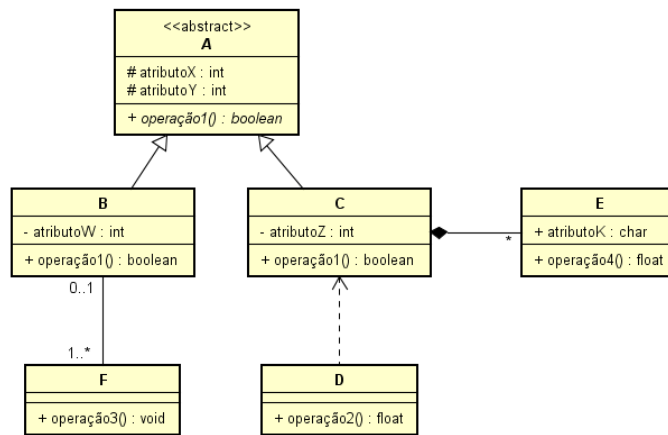 <<abstract>>
A
# atributoX : int
# atributoY : int
+ operação1() : boolean
B
- atributoW : int
+ operação1() : boolean
C
- atributoZ : int
+ operação1() : boolean
*
E
+ atributoK : char
+ operação4() : float
0..1
1..*
F
+ operação3() : void
D
+ operação2() : float